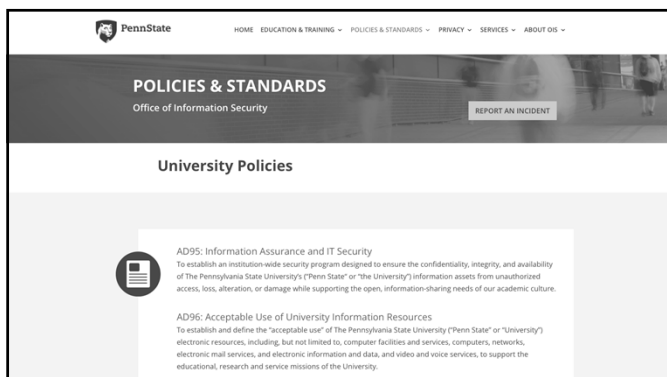 PennState
HOME EDUCATION & TRAINING POLICIES & STANDARDS PRIVACY SERVICES ABOUT OIS
POLICIES & STANDARDS
Office of Information Security
REPORT AN INCIDENT
University Policies
AD95: Information Assurance and IT Security
To establish an institution-wide security program designed to ensure the confidentiality, integrity, and availability
of The Pennsylvania State University's ("Penn State" or "the University") information assets from unauthorized
access, loss, alteration, or damage while supporting the open, information-sharing needs of our academic culture.
AD96: Acceptable Use of University Information Resources
To establish and define the "acceptable use" of The Pennsylvania State University ("Penn State" or "University")
electronic resources, including, but not limited to, computer facilities and services, computers, networks,
electronic mail services, and electronic information and data, and video and voice services, to support the
educational, research and service missions of the University.